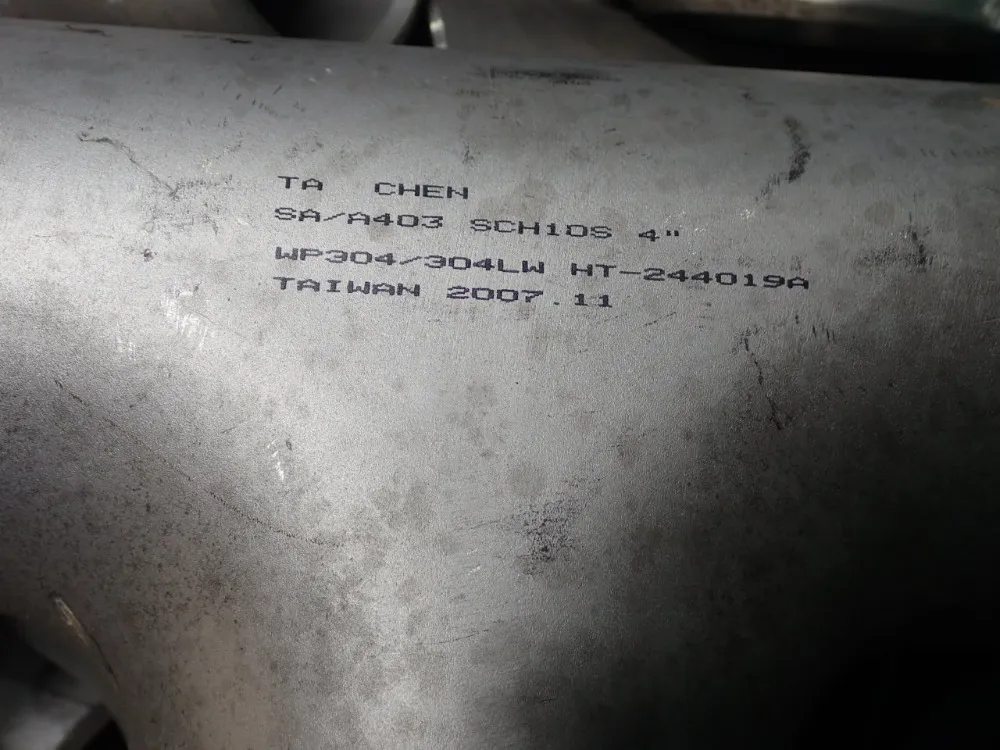 TA CHEN
SA/A403 SCH10S 4"
WP304/304LW HT-244019A
TAIWAN 2007.11